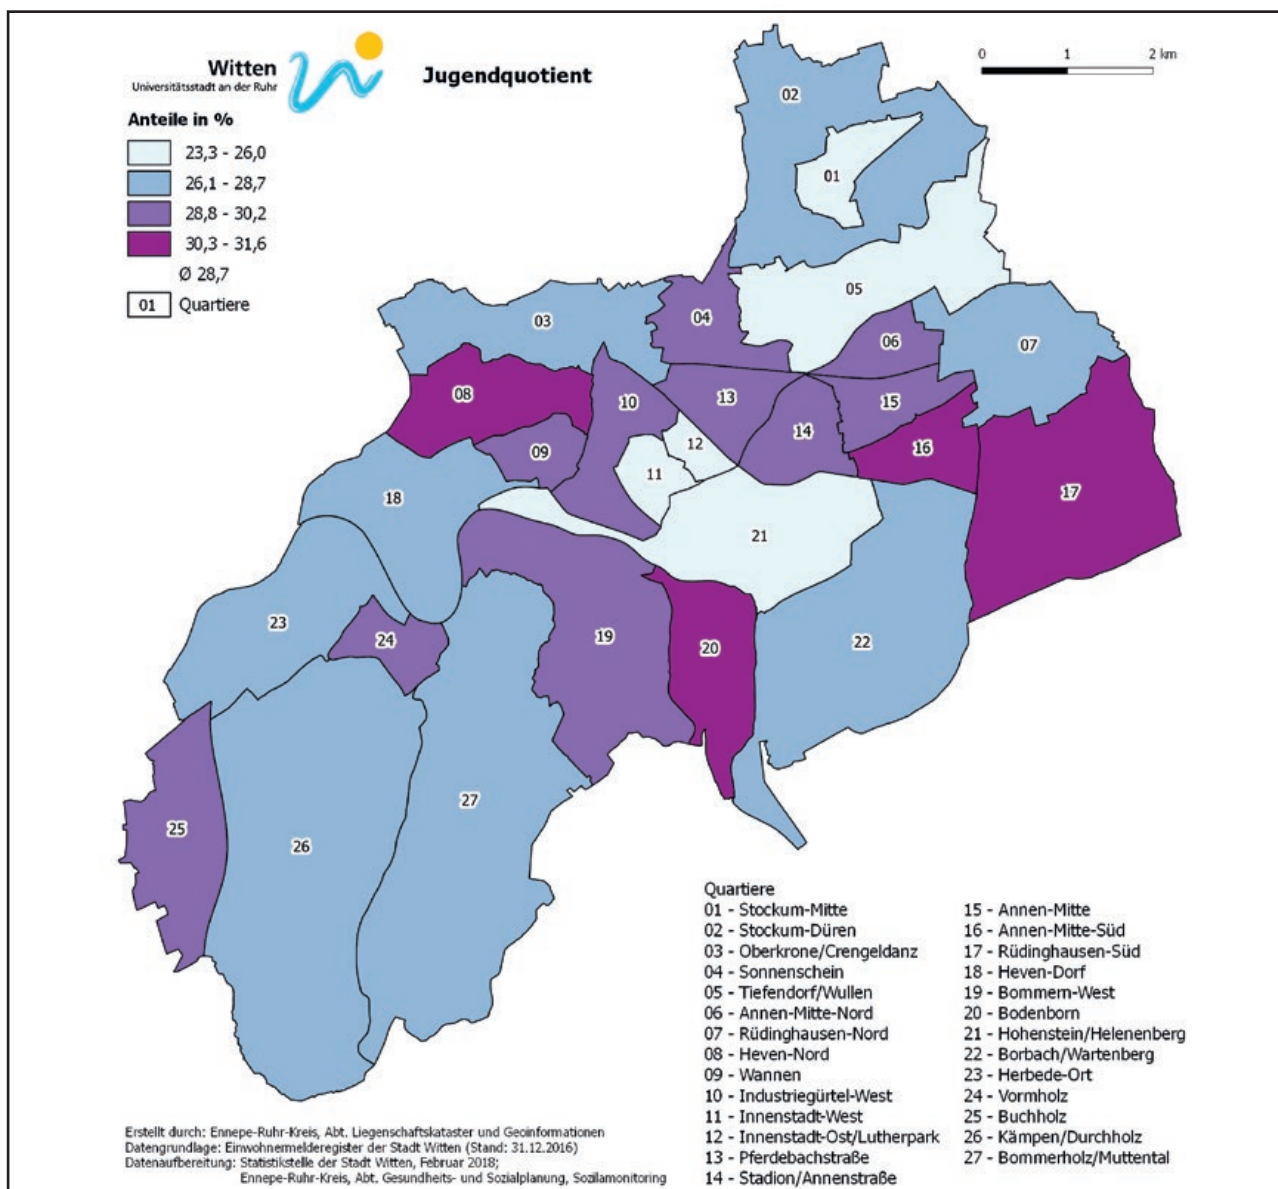 Witten
Universitätsstadt an der Ruhr
Jugendquotient
0 1 2 km
Anteile in %
23,3 - 26,0
26,1 - 28,7
28,8 - 30,2
30,3 - 31,6
Ø 28,7
01 Quartiere
02
01
05
03
04
06
07
08
10
13
15
12
14
16
09
11
17
18
21
23
24
19
20
22
27
25
26
Quartiere
01 - Stockum-Mitte
02 - Stockum-Düren
03 - Oberkrone/Crengeldanz
04 - Sonnenschein
05 - Tiefendorf/Wullen
06 - Annen-Mitte-Nord
07 - Rüdinghausen-Nord
08 - Heven-Nord
09 - Wannen
10 - Industriegürtel-West
11 - Innenstadt-West
12 - Innenstadt-Ost/Lutherpark
13 - Pferdebachstraße
14 - Stadion/Annenstraße
15 - Annen-Mitte
16 - Annen-Mitte-Süd
17 - Rüdinghausen-Süd
18 - Heven-Dorf
19 - Bommern-West
20 - Bodenborn
21 - Hohenstein/Helenenberg
22 - Borbach/Wartenberg
23 - Herbede-Ort
24 - Vormholz
25 - Buchholz
26 - Kämpen/Durchholz
27 - Bommerholz/Muttental
Erstellt durch: Ennepe-Ruhr-Kreis, Abt. Liegenschaftskataster und Geoinformationen
Datengrundlage: Einwohnermelderegister der Stadt Witten (Stand: 31.12.2016)
Datenaufbereitung: Statistikstelle der Stadt Witten, Februar 2018;
Ennepe-Ruhr-Kreis, Abt. Gesundheits- und Sozialplanung, Sozilamonitoring